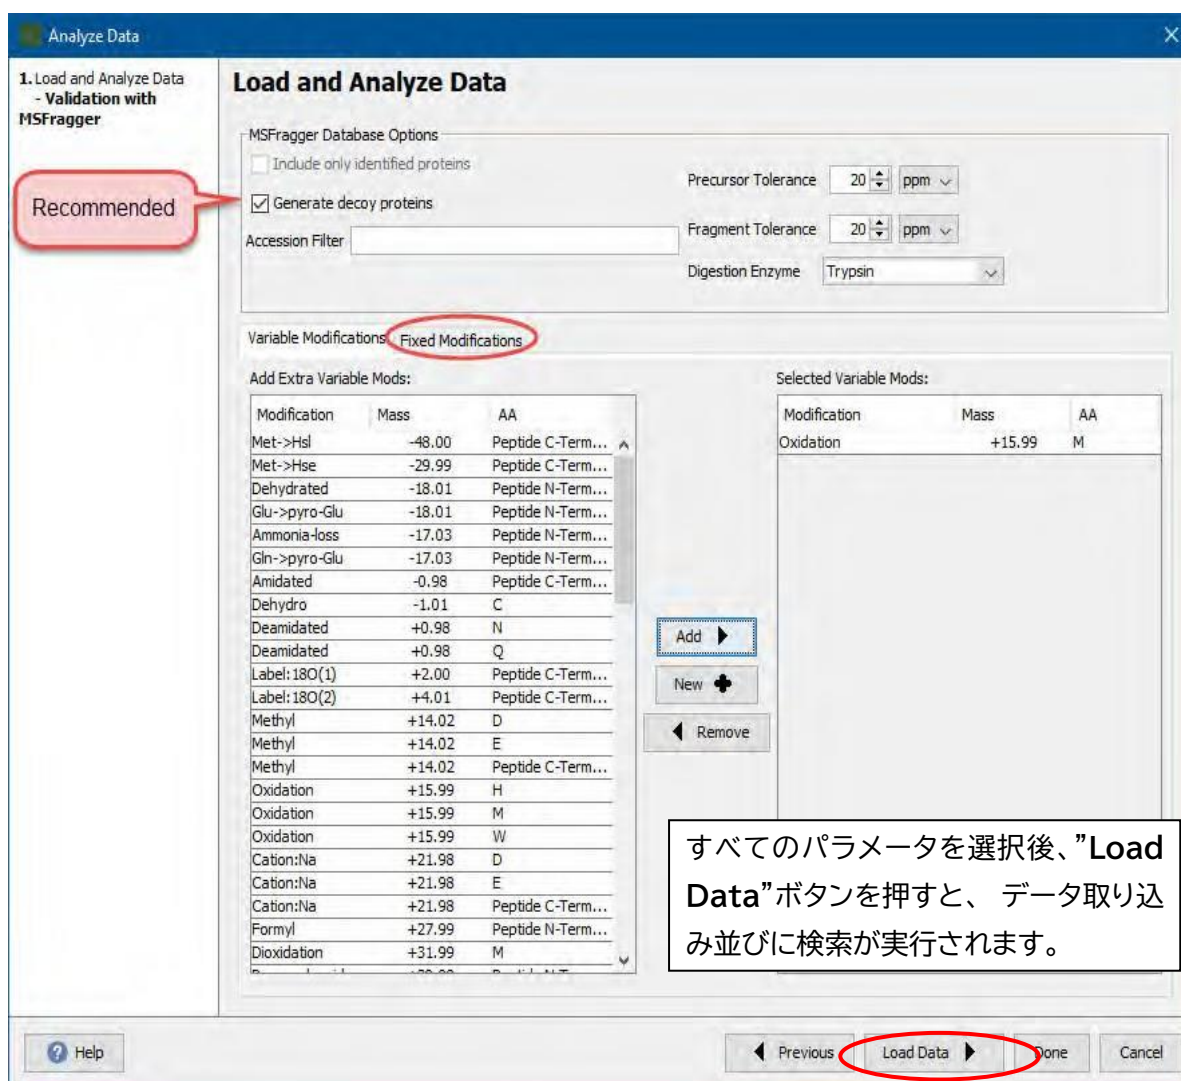 Analyze Data
1. Load and Analyze Data
- Validation with
MSFragger
Load and Analyze Data
MSFragger Database Options
Include only identified proteins
Recommended
Generate decoy proteins
Accession Filter
Precursor Tolerance 20 ppm
Fragment Tolerance 20 ppm
Digestion Enzyme Trypsin
Variable Modifications Fixed Modifications
Add Extra Variable Mods:
Modification Mass AA
Met->Hsl -48.00 Peptide C-Term...
Met->Hse -29.99 Peptide C-Term...
Dehydrated -18.01 Peptide N-Term...
Glu->pyro-Glu -18.01 Peptide N-Term...
Ammonia-loss -17.03 Peptide N-Term...
Gln->pyro-Glu -17.03 Peptide N-Term...
Amidated -0.98 Peptide C-Term...
Dehydro -1.01 C
Deamidated +0.98 N
Deamidated +0.98 Q
Label:18O(1) +2.00 Peptide C-Term...
Label:18O(2) +4.01 Peptide C-Term...
Methyl +14.02 D
Methyl +14.02 E
Methyl +14.02 Peptide C-Term...
Oxidation +15.99 H
Oxidation +15.99 M
Oxidation +15.99 W
Cation:Na +21.98 D
Cation:Na +21.98 E
Cation:Na +21.98 Peptide C-Term...
Formyl +27.99 Peptide N-Term...
Dioxidation +31.99 M
Add
New
Remove
Selected Variable Mods:
Modification Mass AA
Oxidation +15.99 M
すべてのパラメータを選択後、”Load
Data”ボタンを押すと、 データ取り込
み並びに検索が実行されます。
Help
Previous
Load Data
Done
Cancel